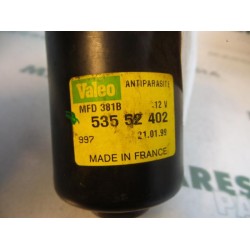 Valeo
ANTIPARASITE
MFD 381B 12 V
535 52 402
997 21.01.99
MADE IN FRANCE